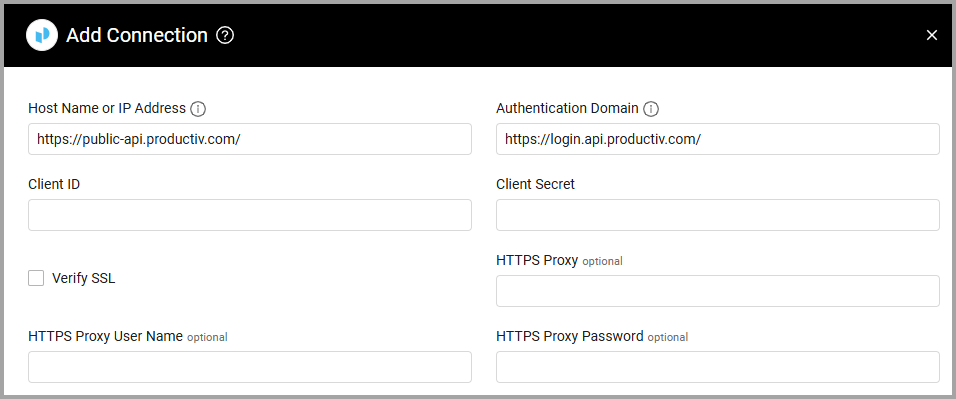 Add Connection
Host Name or IP Address
Authentication Domain
https://public-api.productiv.com/
https://login.api.productiv.com/
Client ID
Client Secret
Verify SSL
HTTPS Proxy optional
HTTPS Proxy User Name optional
HTTPS Proxy Password optional